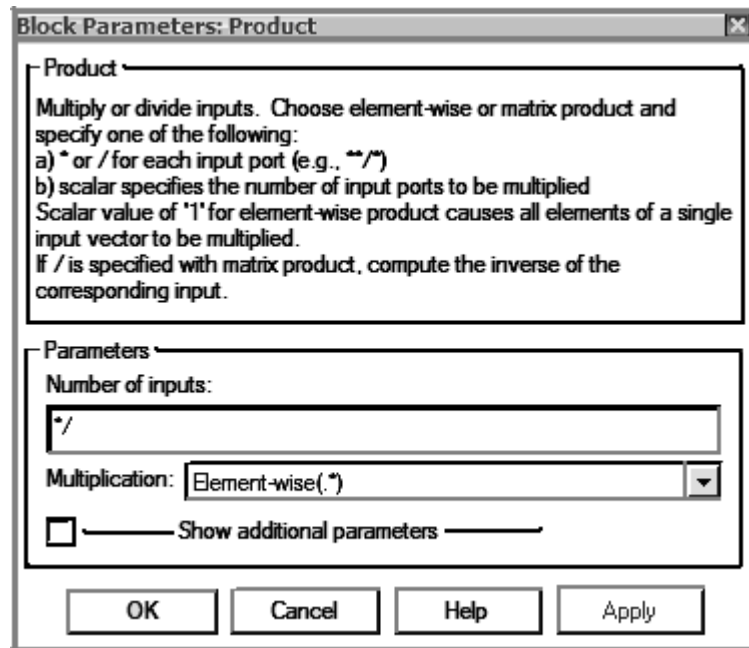 Block Parameters: Product
Product
Multiply or divide inputs. Choose element-wise or matrix product and
specify one of the following:
a) * or / for each input port (e.g., **/*)
b) scalar specifies the number of input ports to be multiplied
Scalar value of '1' for element-wise product causes all elements of a single
input vector to be multiplied.
If / is specified with matrix product, compute the inverse of the
corresponding input.
Parameters
Number of inputs:
*/
Multiplication: Element-wise(.*)
Show additional parameters
OK Cancel Help Apply